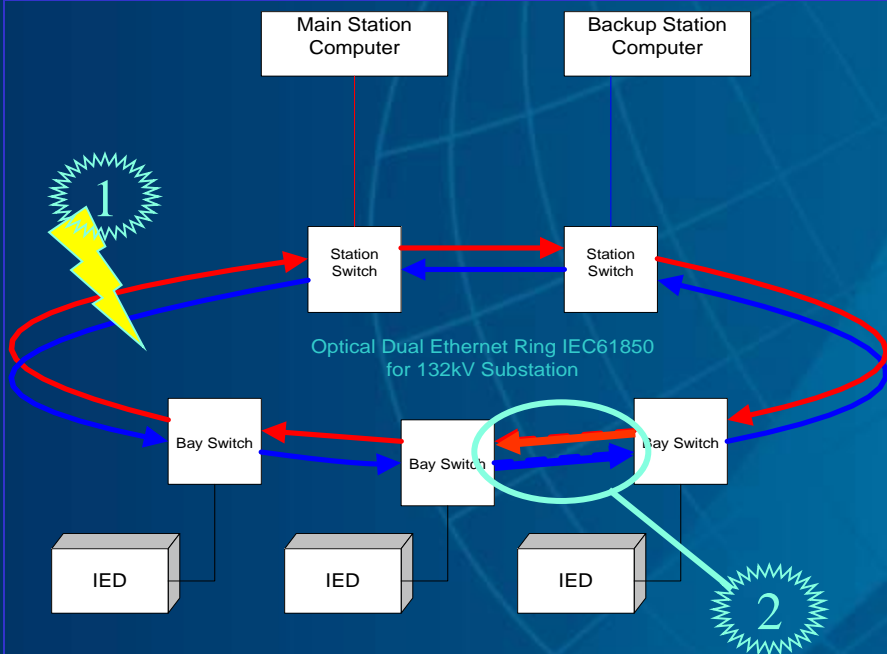 Main Station
Computer
Backup Station
Computer
1
Station
Switch
Station
Switch
Optical Dual Ethernet Ring IEC61850
for 132kV Substation
Bay Switch
Bay Switch
Bay Switch
IED
IED
IED
2